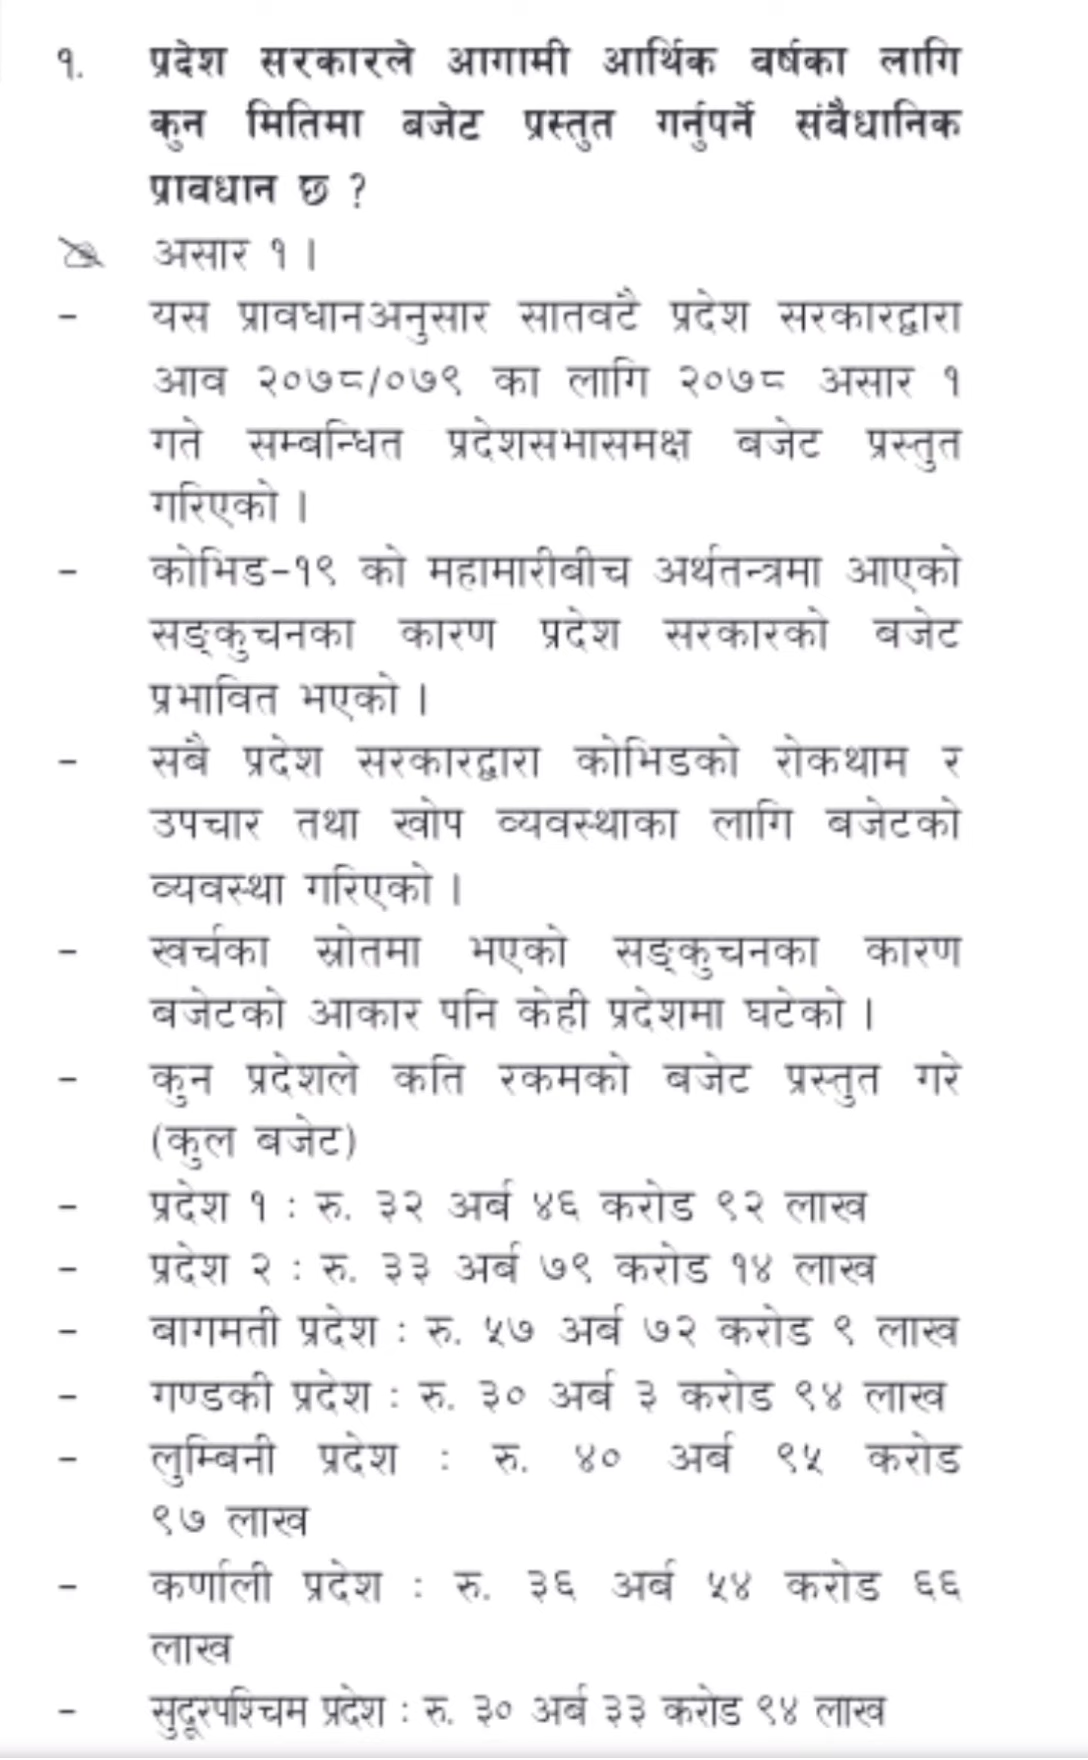 १. प्रदेश सरकारले आगामी आर्थिक वर्षका लागि
कुन मितिमा बजेट प्रस्तुत गर्नुपर्ने संवैधानिक
प्रावधान छ ?
असार १ ।
- यस प्रावधानअनुसार सातवटै प्रदेश सरकारद्वारा
आव २०७८/०७९ का लागि २०७८ असार १
गते सम्बन्धित प्रदेशसभासमक्ष बजेट प्रस्तुत
गरिएको ।
- कोभिड-१९ को महामारीबीच अर्थतन्त्रमा आएको
सङ्कुचनका कारण प्रदेश सरकारको बजेट
प्रभावित भएको ।
- सबै प्रदेश सरकारद्वारा कोभिडको रोकथाम र
उपचार तथा खोप व्यवस्थाका लागि बजेटको
व्यवस्था गरिएको ।
- खर्चका स्रोतमा भएको सङ्कुचनका कारण
बजेटको आकार पनि केही प्रदेशमा घटेको ।
- कुन प्रदेशले कति रकमको बजेट प्रस्तुत गरे
(कुल बजेट)
- प्रदेश १ : रु. ३२ अर्ब ४६ करोड ९२ लाख
- प्रदेश २ : रु. ३३ अर्ब ७९ करोड १४ लाख
- बागमती प्रदेश : रु. ५७ अर्ब ७२ करोड ९ लाख
- गण्डकी प्रदेश : रु. ३० अर्ब ३ करोड ९४ लाख
- लुम्बिनी प्रदेश : रु. ४० अर्ब ९५ करोड
९७ लाख
- कर्णाली प्रदेश : रु. ३६ अर्ब ५४ करोड ६६
लाख
- सुदूरपश्चिम प्रदेश : रु. ३० अर्ब ३३ करोड ९४ लाख